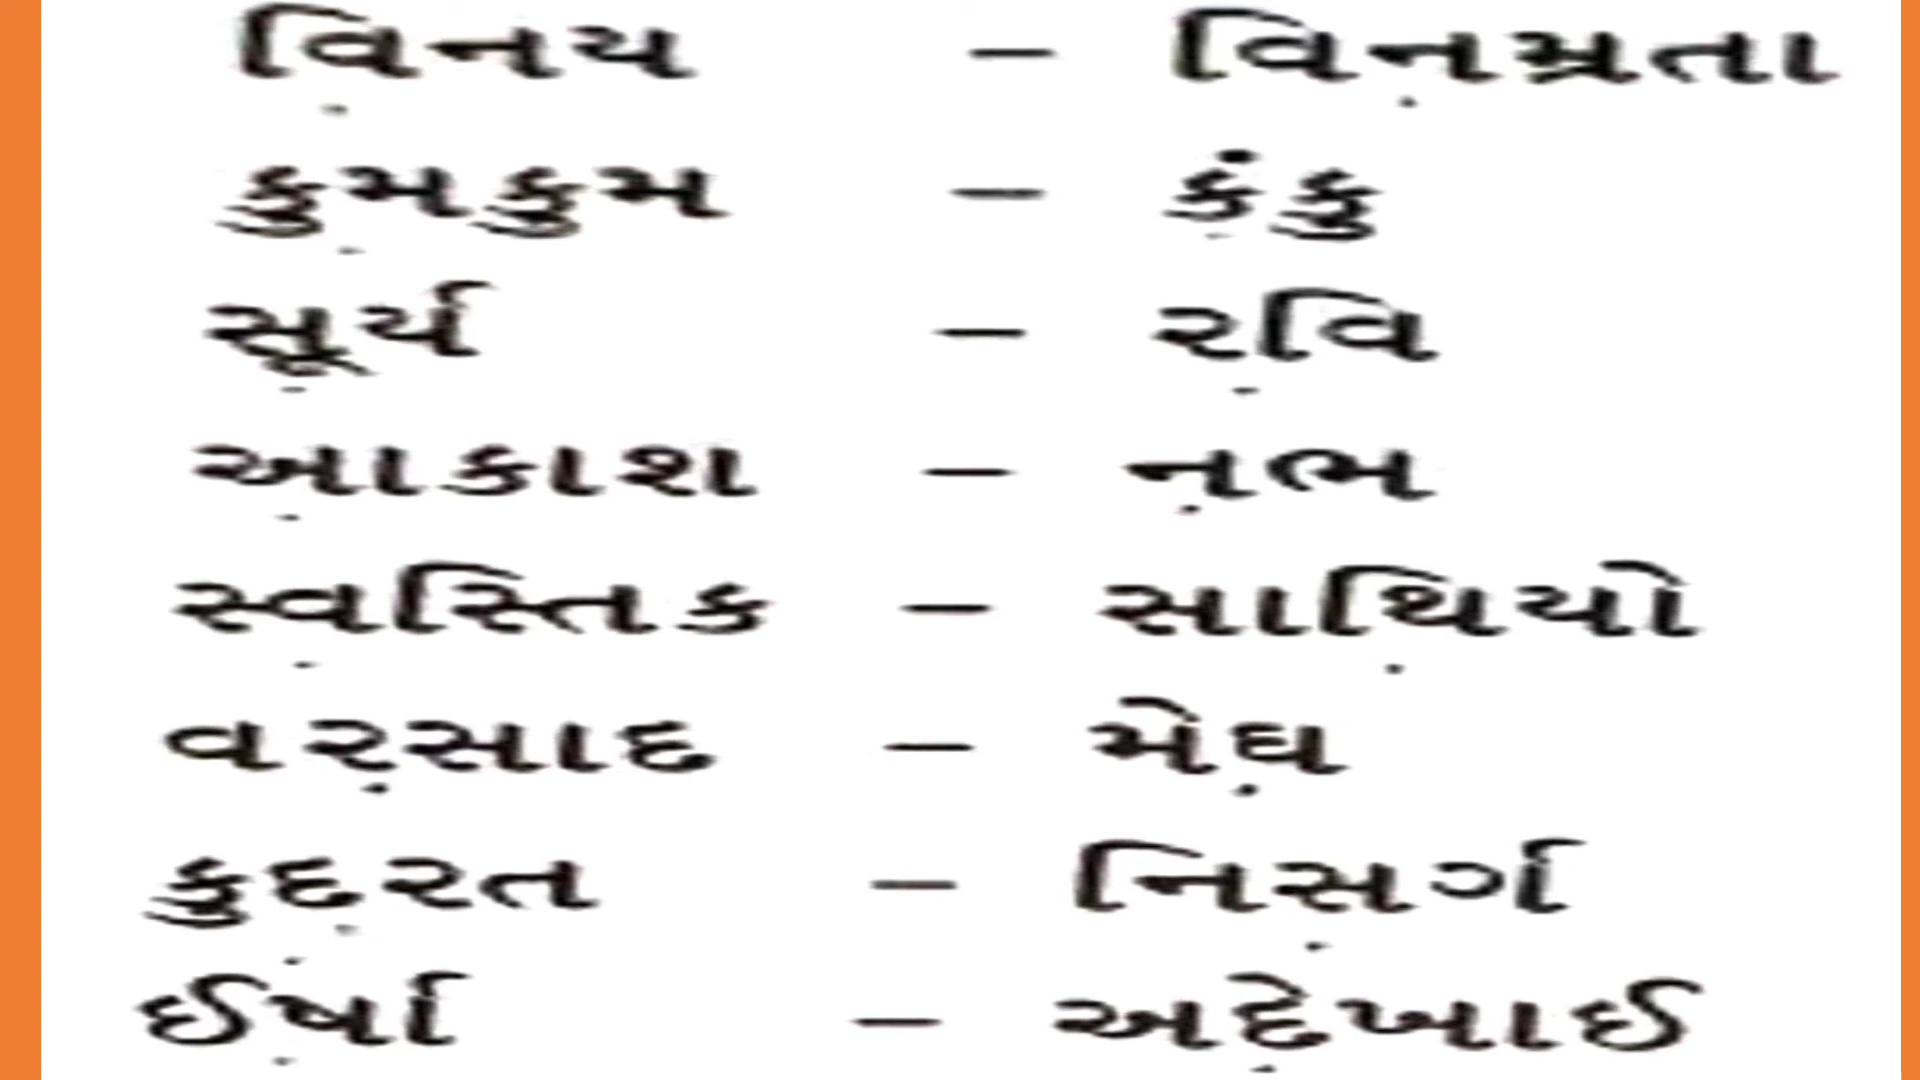 વિનય – વિનમ્રતા
કુમકુમ – કંકુ
સૂર્ય – રવિ
આકાશ – નભ
સ્વસ્તિક – સાથિયો
વરસાદ – મેઘ
કુદરત – નિસર્ગ
ઈર્ષા – અદેખાઈ